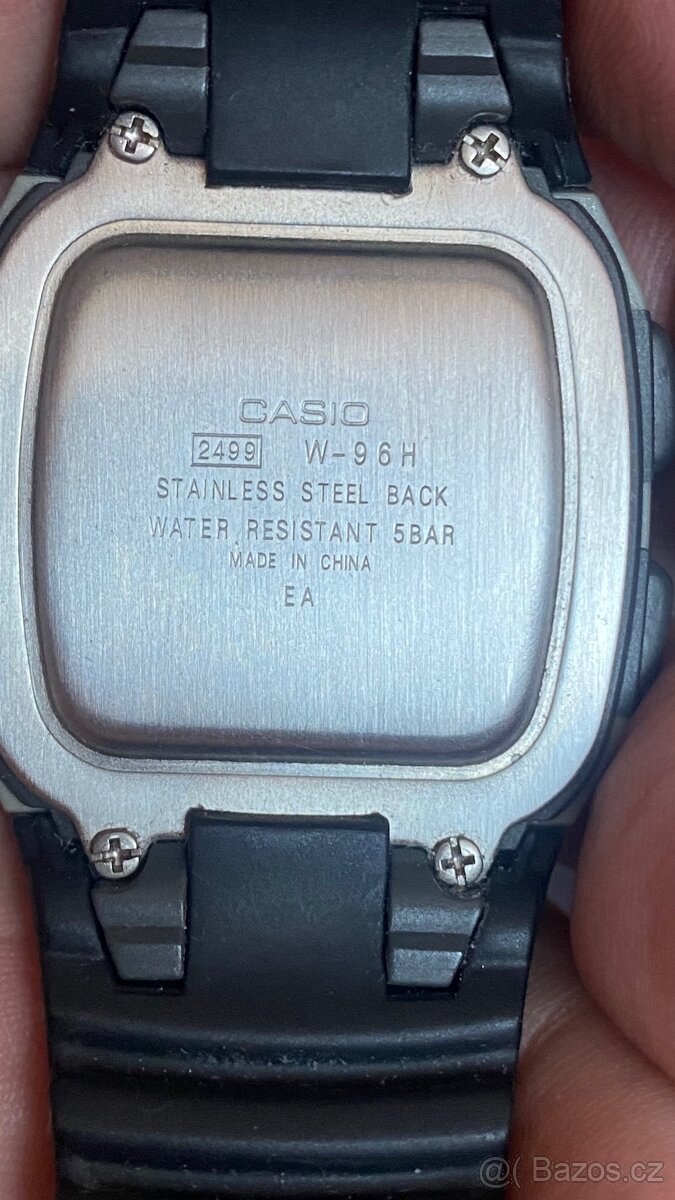 CASIO
2499 W-96H
STAINLESS STEEL BACK
WATER RESISTANT 5BAR
MADE IN CHINA
EA
@( Bazos.cz